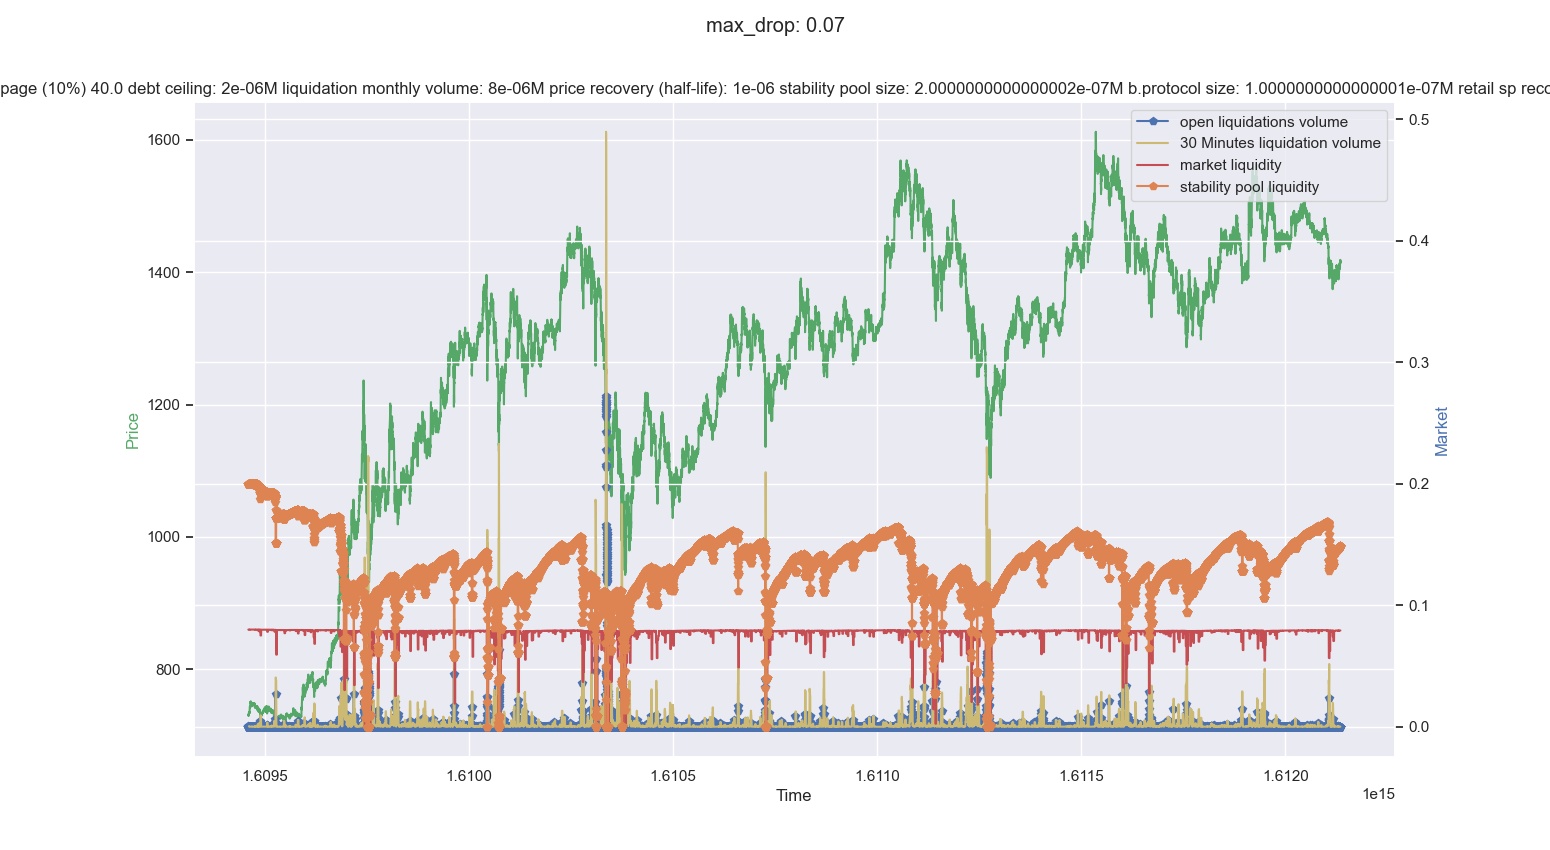 max_drop: 0.07
page (10%) 40.0 debt ceiling: 2e-06M liquidation monthly volume: 8e-06M price recovery (half-life): 1e-06 stability pool size: 2.0000000000000002e-07M b.protocol size: 1.0000000000000001e-07M retail sp reco
open liquidations volume
30 Minutes liquidation volume
market liquidity
stability pool liquidity
1600
1400
1200
1000
800
Price
0.5
0.4
0.3
0.2
0.1
0.0
Market
1.6095 1.6100 1.6105 1.6110 1.6115 1.6120
1e15
Time